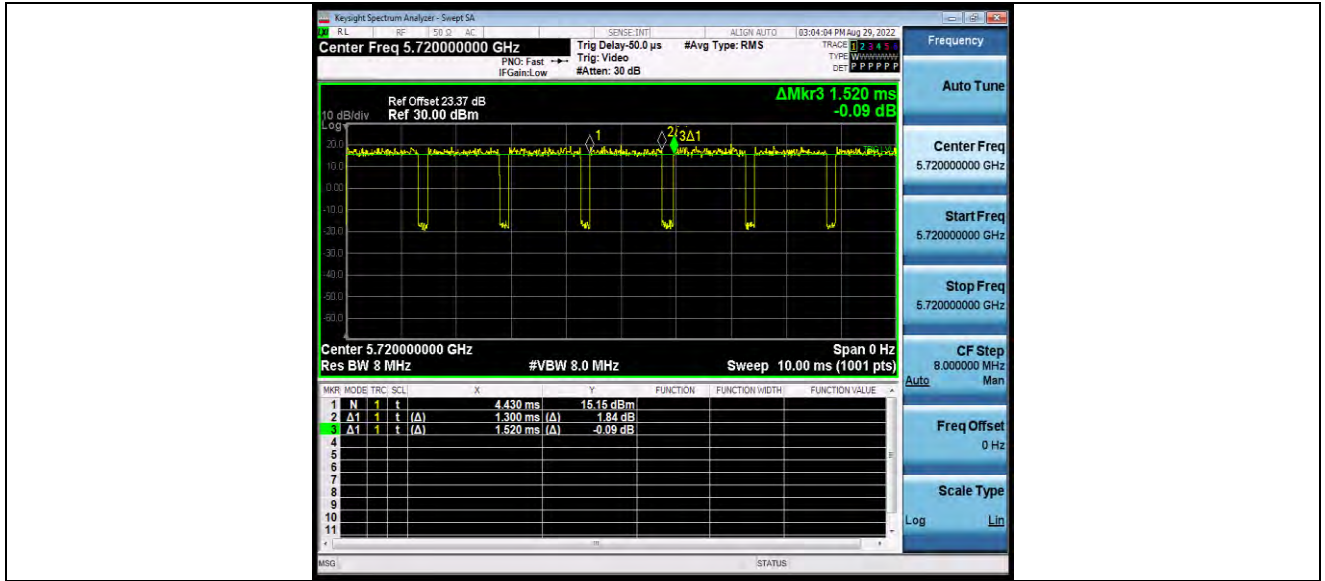 Keysight Spectrum Analyzer - Swept SA
RL RF 50 Ω AC SENSE:INT ALIGN AUTO 03:04:04 PM Aug 29, 2022
Center Freq 5.720000000 GHz Trig Delay-50.0 µs #Avg Type: RMS TRACE 1 2 3 4 5 6
PNO: Fast Trig: Video TYPE WWWWWW
IFGain:Low #Atten: 30 dB DET P P P P P P
Frequency
Auto Tune
ΔMkr3 1.520 ms
-0.09 dB
Ref Offset 23.37 dB
10 dB/div Ref 30.00 dBm
Log
1 2Δ1 3Δ1
20.0
10.0
0.00
-10.0
-20.0
-30.0
-40.0
-50.0
-60.0
Center Freq
5.720000000 GHz
Start Freq
5.720000000 GHz
Stop Freq
5.720000000 GHz
Center 5.720000000 GHz Span 0 Hz
Res BW 8 MHz #VBW 8.0 MHz Sweep 10.00 ms (1001 pts)
CF Step
8.000000 MHz
Auto Man
MKR MODE TRC SCL X Y FUNCTION FUNCTION WIDTH FUNCTION VALUE
1 N 1 t 4.430 ms 15.15 dBm
2 Δ1 1 t (Δ) 1.300 ms (Δ) 1.84 dB
3 Δ1 1 t (Δ) 1.520 ms (Δ) -0.09 dB
4
5
6
7
8
9
10
11
Freq Offset
0 Hz
Scale Type
Log Lin
MSG STATUS